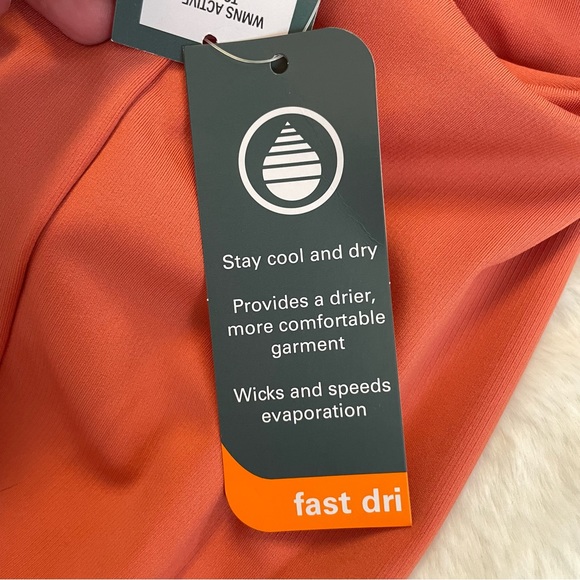 WMNS ACTIVE
Stay cool and dry
Provides a drier,
more comfortable
garment
Wicks and speeds
evaporation
fast dri